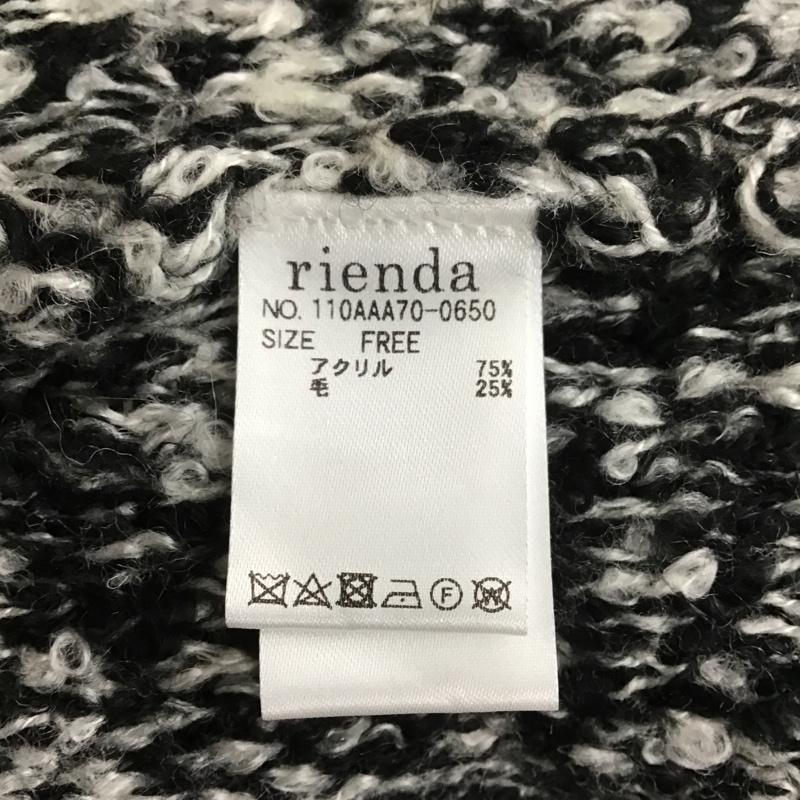 rienda
NO. 110AAA70-0650
SIZE FREE
アクリル 75%
毛 25%
F W